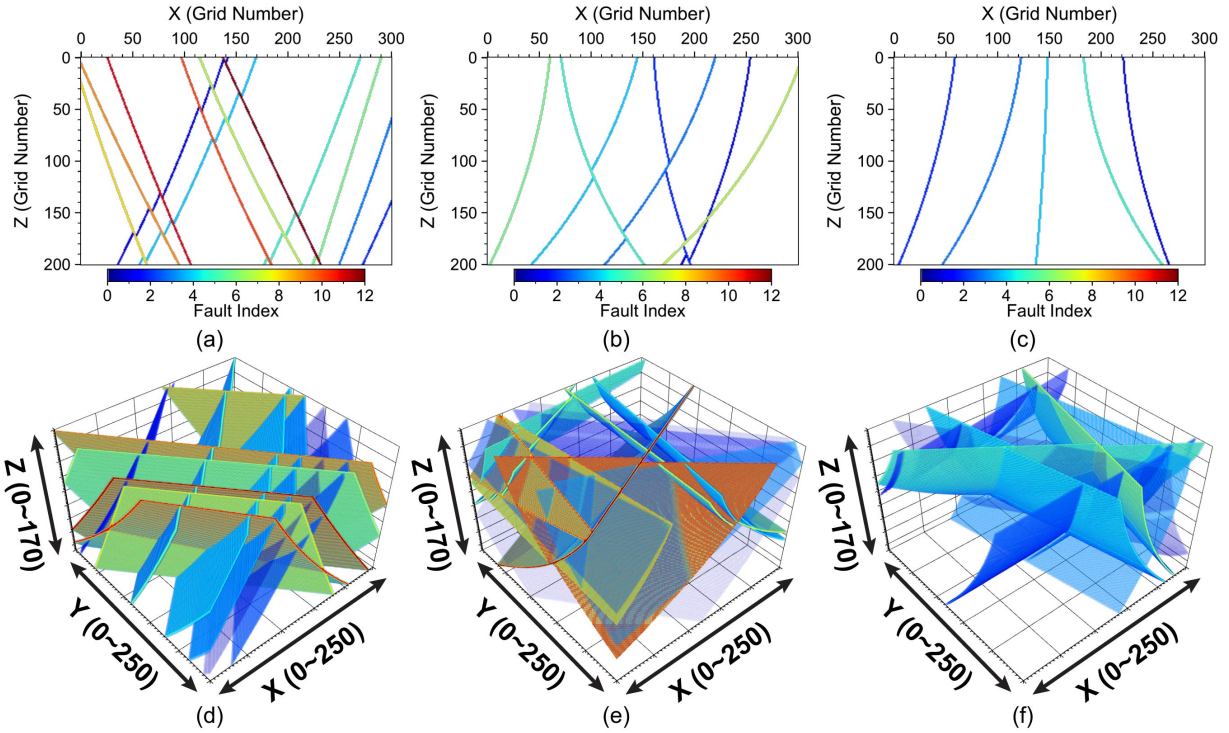 X (Grid Number) X (Grid Number) X (Grid Number)
0 50 100 150 200 250 300 0 50 100 150 200 250 300 0 50 100 150 200 250 300
Z (Grid Number) Z (Grid Number) Z (Grid Number)
0 0 0
50 50 50
100 100 100
150 150 150
200 200 200
0 2 4 6 8 10 12 0 2 4 6 8 10 12 0 2 4 6 8 10 12
Fault Index Fault Index Fault Index
(a) (b) (c)
Z (0~170) Z (0~170) Z (0~170)
Y (0~250) X (0~250) Y (0~250) X (0~250) Y (0~250) X (0~250)
(d) (e) (f)